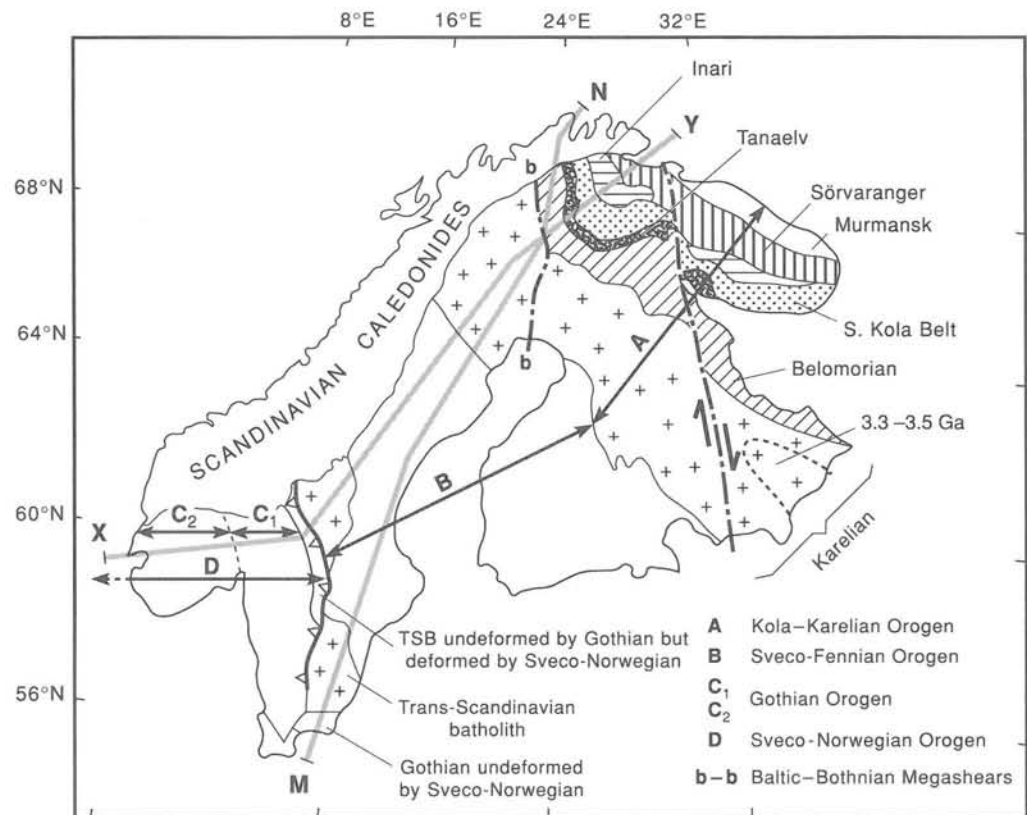 8°E 16°E 24°E 32°E
Inari
N
Y
Tanaelv
b
68°N
Sörvaranger
Murmansk
SCANDINAVIAN CALEDONIDES
64°N
S. Kola Belt
A
b
Belomorian
3.3–3.5 Ga
B
60°N
C₂ C₁
X
Karelian
D
TSB undeformed by Gothian but
deformed by Sveco-Norwegian
56°N
Trans-Scandinavian
batholith
M
Gothian undeformed
by Sveco-Norwegian
A Kola–Karelian Orogen
B Sveco-Fennian Orogen
C₁
C₂ Gothian Orogen
D Sveco-Norwegian Orogen
b–b Baltic–Bothnian Megashears